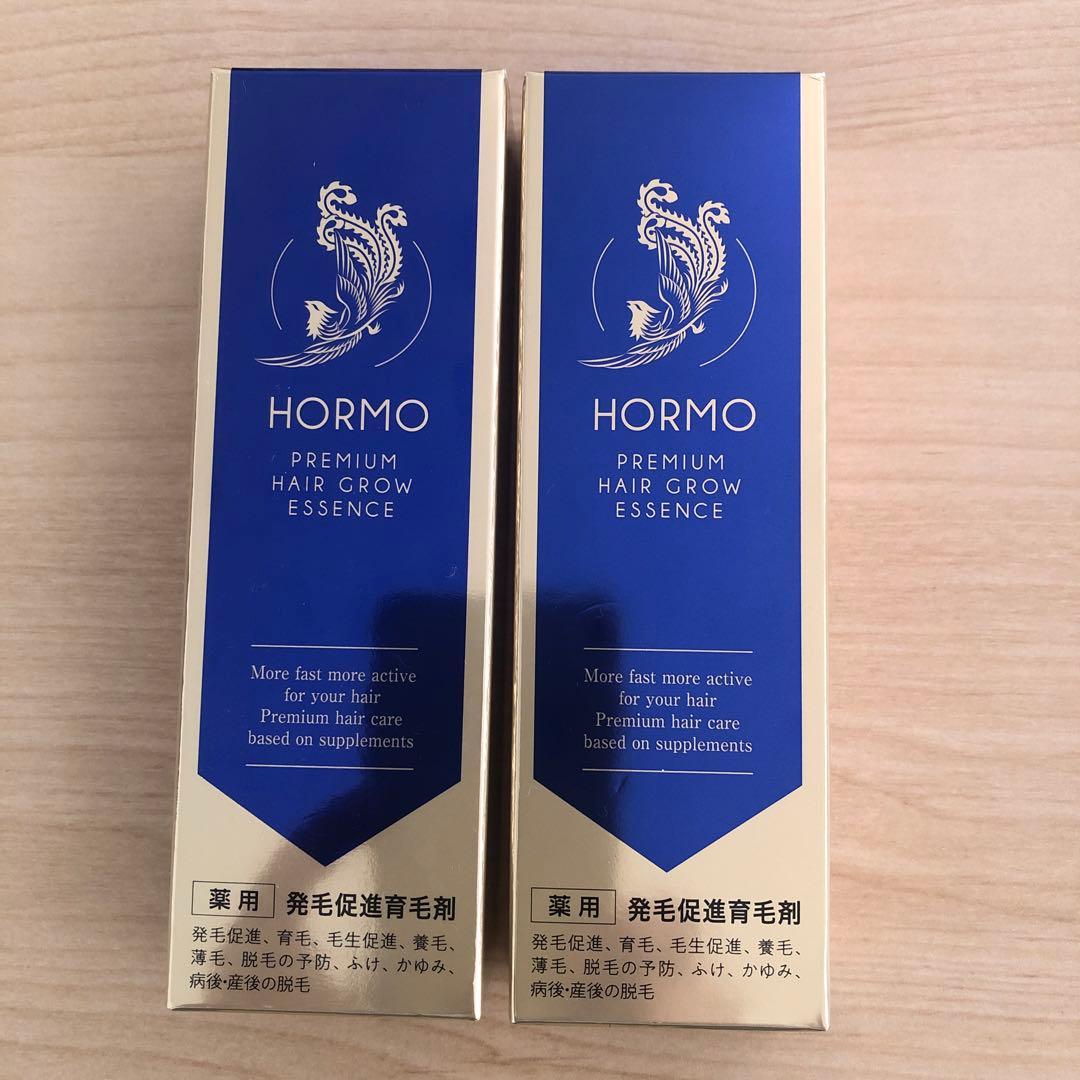 HORMO
PREMIUM
HAIR GROW
ESSENCE
More fast more active
for your hair
Premium hair care
based on supplements
薬用 発毛促進育毛剤
発毛促進、育毛、毛生促進、養毛、
薄毛、脱毛の予防、ふけ、かゆみ、
病後・産後の脱毛
HORMO
PREMIUM
HAIR GROW
ESSENCE
More fast more active
for your hair
Premium hair care
based on supplements
薬用 発毛促進育毛剤
発毛促進、育毛、毛生促進、養毛、
薄毛、脱毛の予防、ふけ、かゆみ、
病後・産後の脱毛